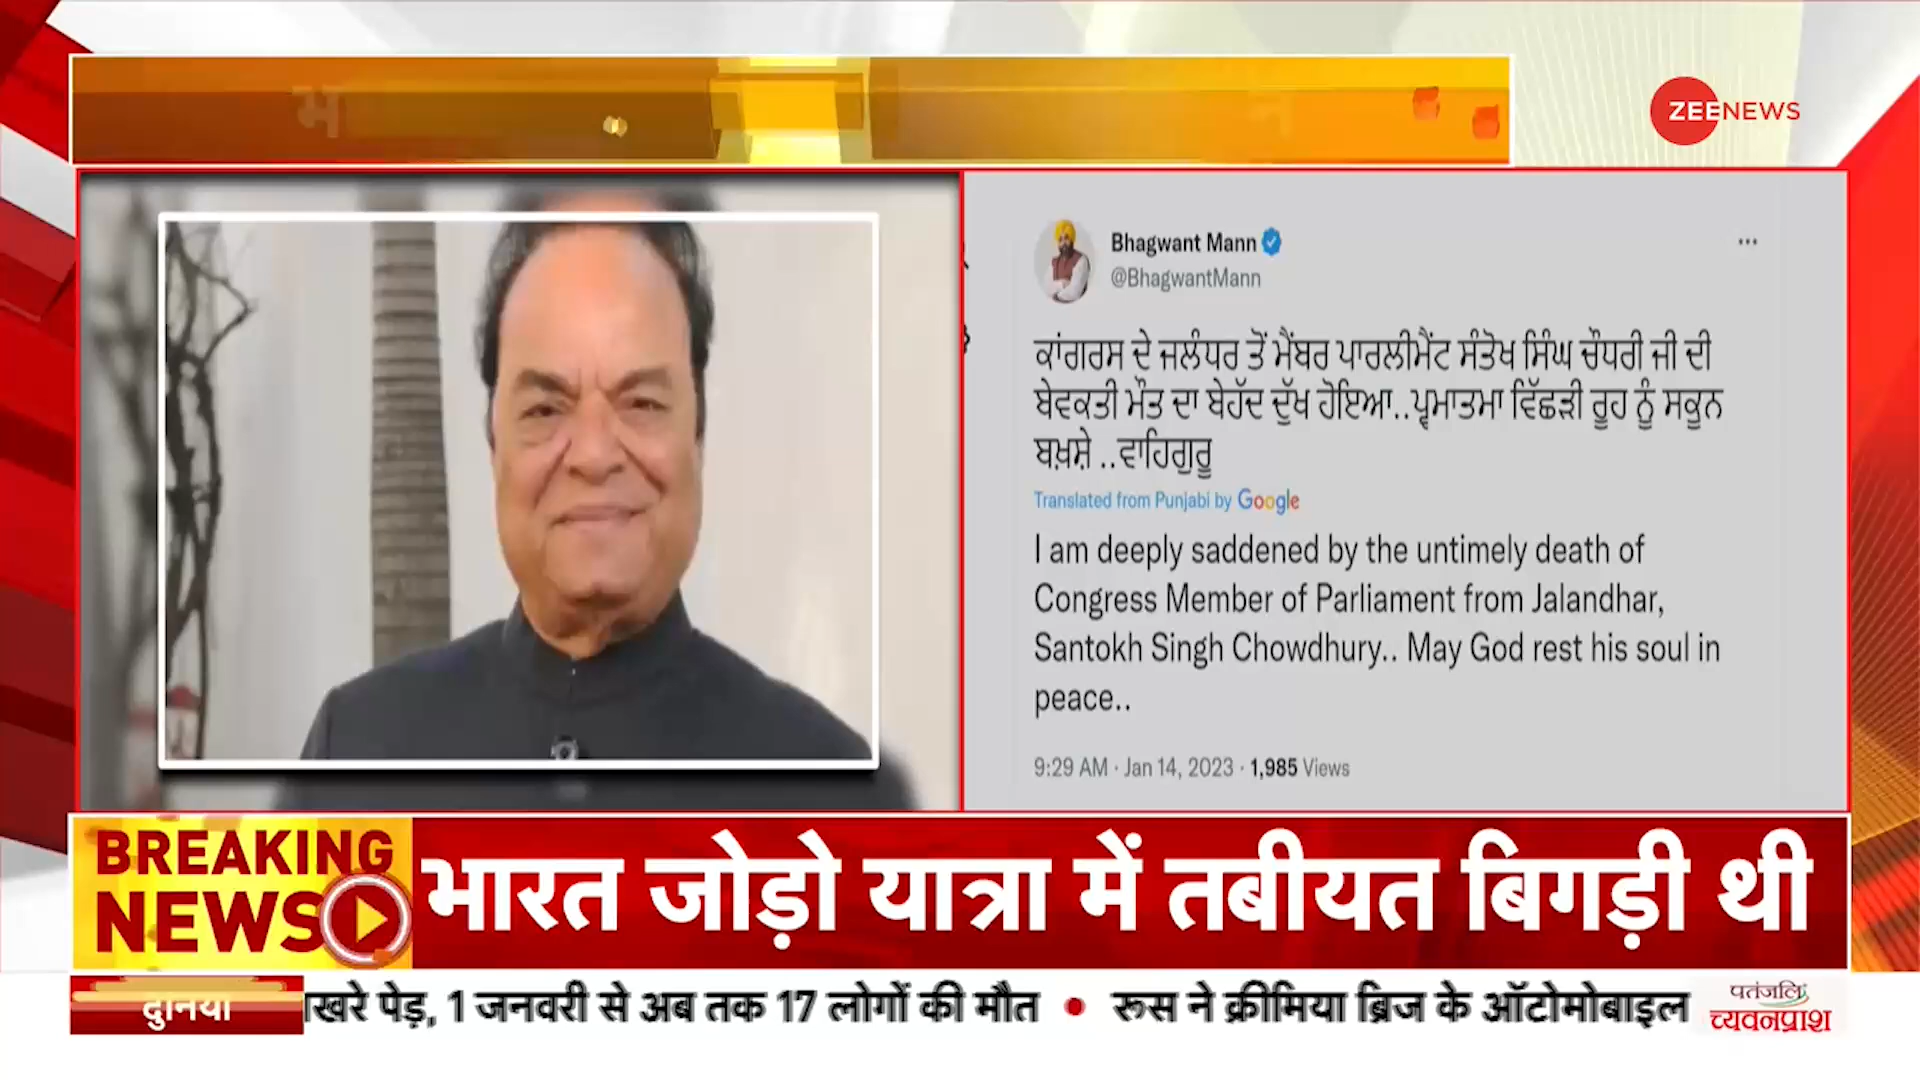 ZEENEWS
Bhagwant Mann
@BhagwantMann
ਕਾਂਗਰਸ ਦੇ ਜਲੰਧਰ ਤੋਂ ਮੈਂਬਰ ਪਾਰਲੀਮੈਂਟ ਸੰਤੋਖ ਸਿੰਘ ਚੌਧਰੀ ਜੀ ਦੀ
ਬੇਵਕਤੀ ਮੌਤ ਦਾ ਬੇਹੱਦ ਦੁੱਖ ਹੋਇਆ..ਪ੍ਰਮਾਤਮਾ ਵਿੱਛੜੀ ਰੂਹ ਨੂੰ ਸਕੂਨ
ਬਖ਼ਸ਼ੇ ..ਵਾਹਿਗੁਰੂ
Translated from Punjabi by Google
I am deeply saddened by the untimely death of
Congress Member of Parliament from Jalandhar,
Santokh Singh Chowdhury.. May God rest his soul in
peace..
9:29 AM · Jan 14, 2023 · 1,985 Views
BREAKING
NEWS
भारत जोड़ो यात्रा में तबीयत बिगड़ी थी
दुनिया
पेड़, 1 जनवरी से अब तक 17 लोगों की मौत • रूस ने क्रीमिया ब्रिज के ऑटोमोबाइल
पतंजलि
च्यवनप्राश